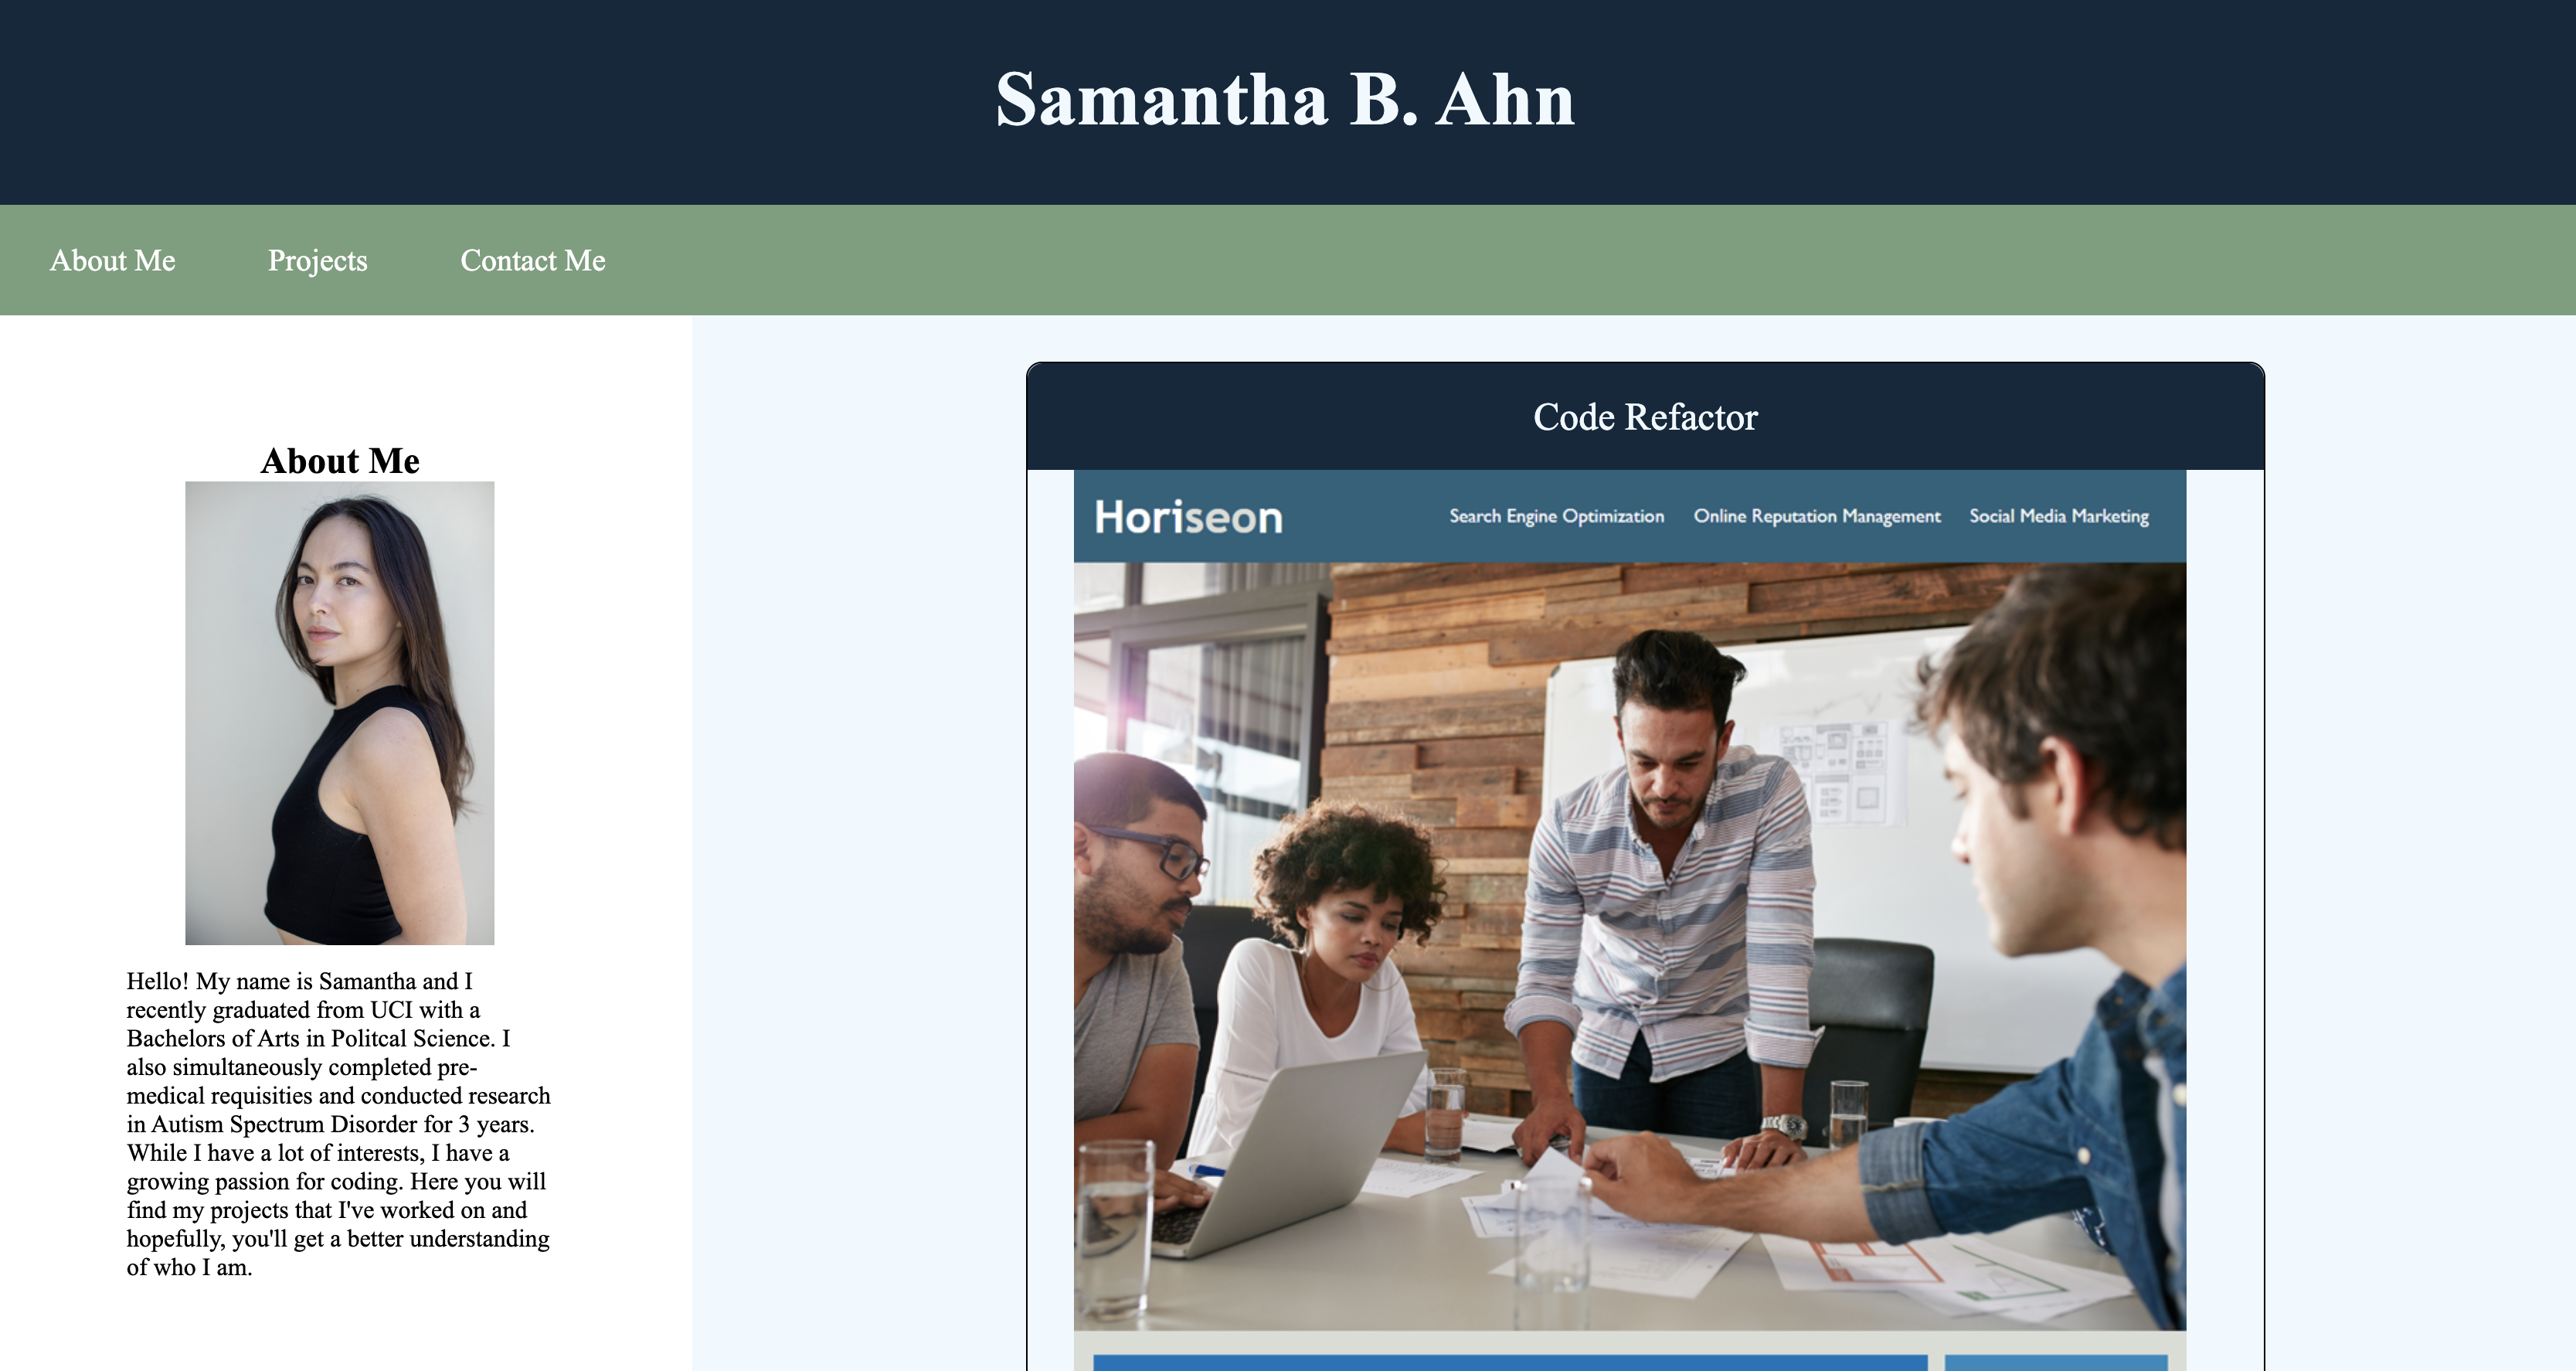 Samantha B. Ahn
About Me
Projects
Contact Me
About Me
Hello! My name is Samantha and I
recently graduated from UCI with a
Bachelors of Arts in Politcal Science. I
also simultaneously completed pre-
medical requisities and conducted research
in Autism Spectrum Disorder for 3 years.
While I have a lot of interests, I have a
growing passion for coding. Here you will
find my projects that I've worked on and
hopefully, you'll get a better understanding
of who I am.
Code Refactor
Horiseon
Search Engine Optimization
Online Reputation Management
Social Media Marketing